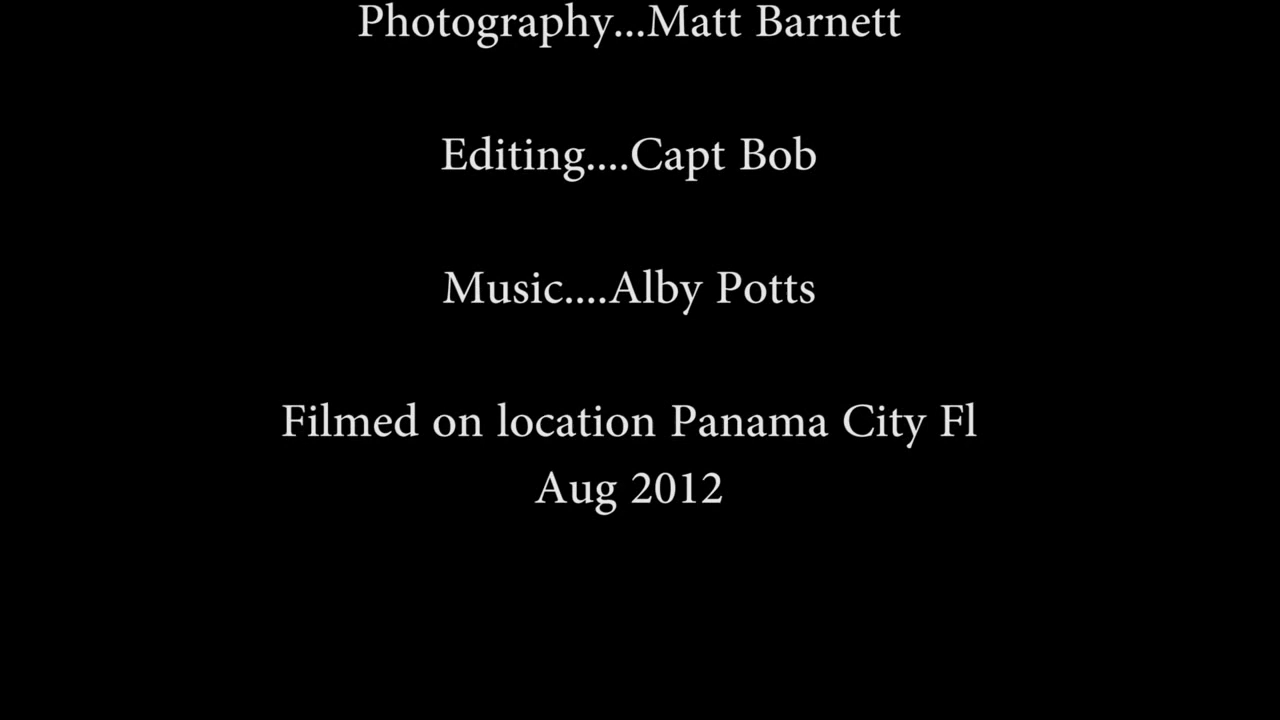 Photography...Matt Barnett
Editing....Capt Bob
Music....Alby Potts
Filmed on location Panama City Fl
Aug 2012